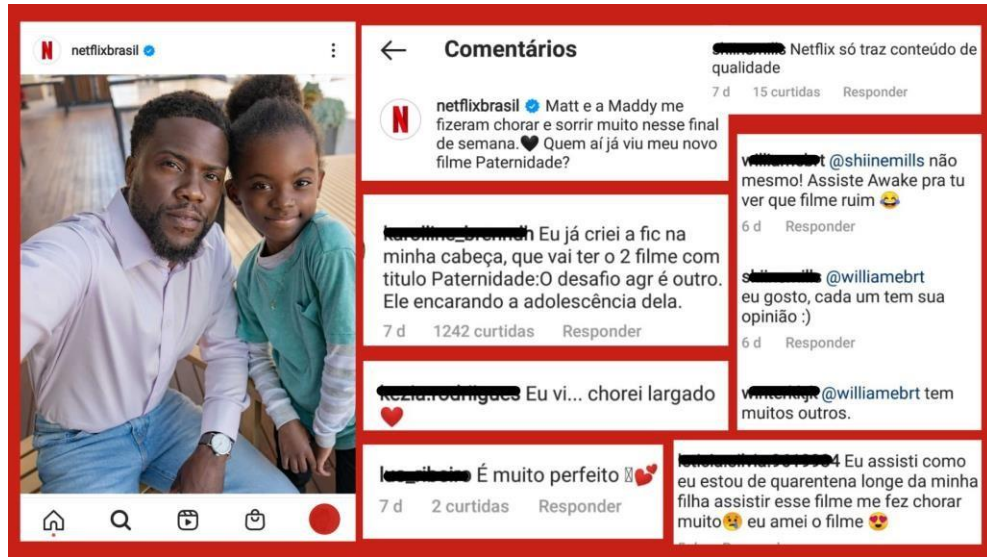 netflixbrasil
Comentários
netflixbrasil Matt e a Maddy me
fizeram chorar e sorrir muito nesse final
de semana.🖤 Quem aí já viu meu novo
filme Paternidade?
Eu já criei a fic na
minha cabeça, que vai ter o 2 filme com
titulo Paternidade:O desafio agr é outro.
Ele encarando a adolescência dela.
7 d 1242 curtidas Responder
Eu vi... chorei largado
❤️
É muito perfeito 💕
7 d 2 curtidas Responder
Netflix só traz conteúdo de
qualidade
7 d 15 curtidas Responder
@shiinemills não
mesmo! Assiste Awake pra tu
ver que filme ruim 😂
6 d Responder
@williamebrt
eu gosto, cada um tem sua
opinião :)
6 d Responder
@williamebrt tem
muitos outros.
Eu assisti como
eu estou de quarentena longe da minha
filha assistir esse filme me fez chorar
muito😢 eu amei o filme 😍